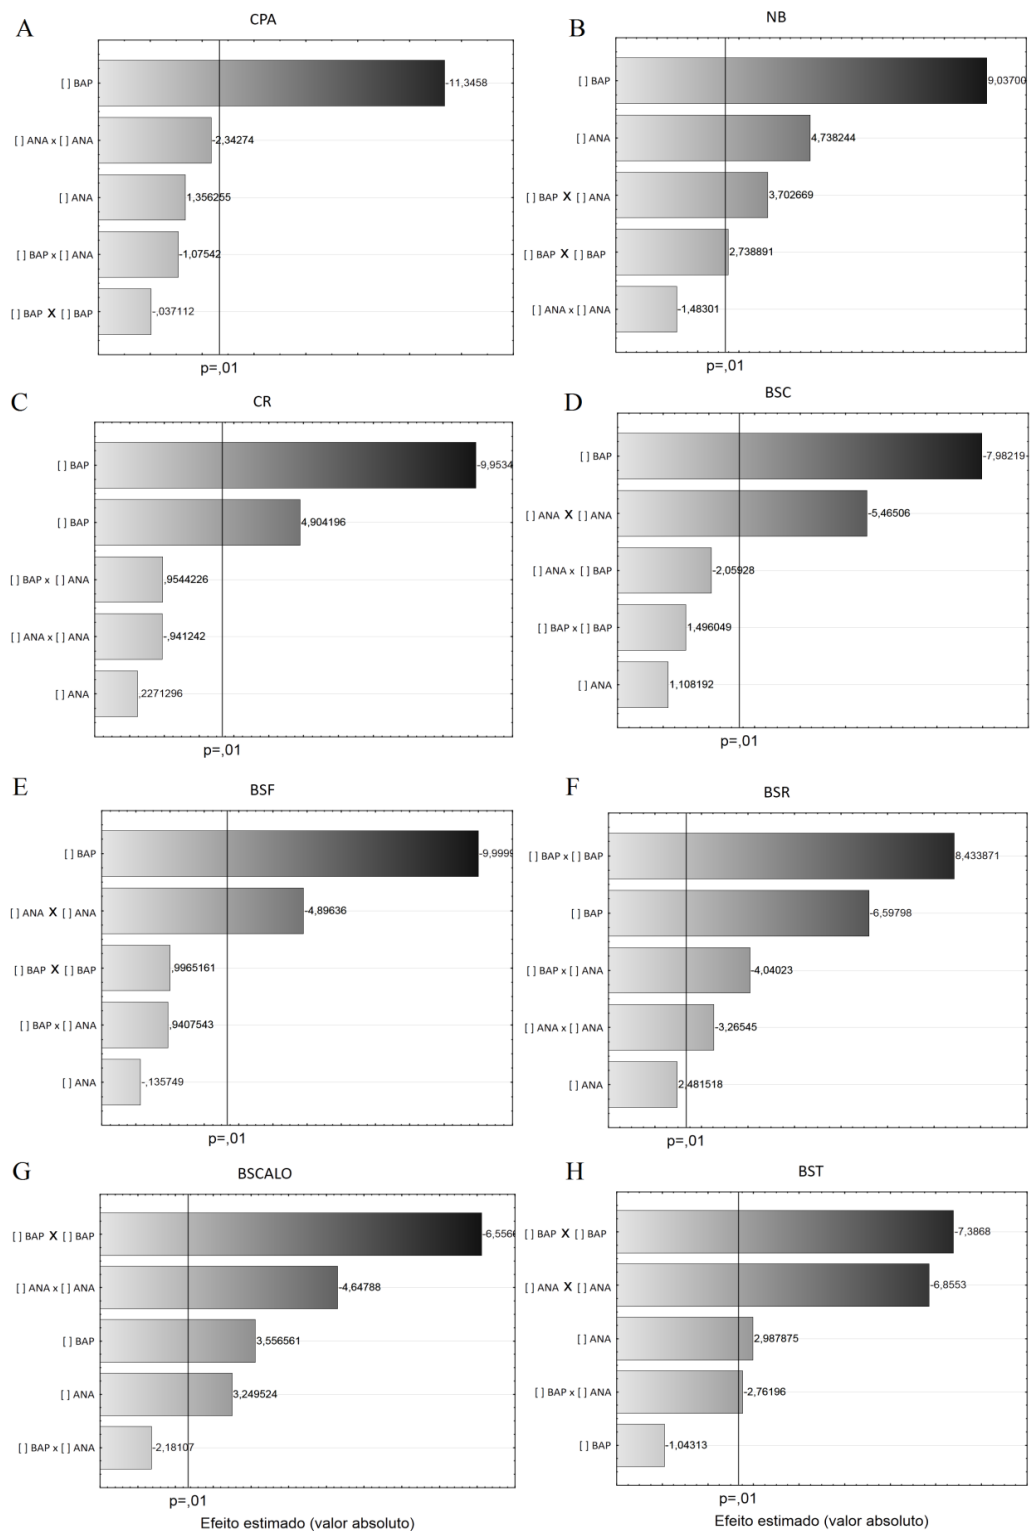 A
CPA
[ ] BAP
-11,3458
[ ] ANA x [ ] ANA
-2,34274
[ ] ANA
1,356255
[ ] BAP x [ ] ANA
-1,07542
[ ] BAP X [ ] BAP
-,037112
p=,01
B
NB
[ ] BAP
9,03700
[ ] ANA
4,738244
[ ] BAP X [ ] ANA
3,702669
[ ] BAP X [ ] BAP
2,738891
[ ] ANA x [ ] ANA
-1,48301
p=,01
C
CR
[ ] BAP
-9,9534
[ ] BAP
4,904196
[ ] BAP x [ ] ANA
,9544226
[ ] ANA x [ ] ANA
-,941242
[ ] ANA
,2271296
p=,01
D
BSC
[ ] BAP
-7,98219
[ ] ANA X [ ] ANA
-5,46506
[ ] ANA x [ ] BAP
-2,05928
[ ] BAP x [ ] BAP
1,496049
[ ] ANA
1,108192
p=,01
E
BSF
[ ] BAP
-9,9999
[ ] ANA X [ ] ANA
-4,89636
[ ] BAP X [ ] BAP
,9965161
[ ] BAP x [ ] ANA
,9407543
[ ] ANA
-,135749
p=,01
F
BSR
[ ] BAP x [ ] BAP
8,433871
[ ] BAP
-6,59798
[ ] BAP x [ ] ANA
-4,04023
[ ] ANA x [ ] ANA
-3,26545
[ ] ANA
2,481518
p=,01
G
BSCALO
[ ] BAP X [ ] BAP
-6,5566
[ ] ANA x [ ] ANA
-4,64788
[ ] BAP
3,556561
[ ] ANA
3,249524
[ ] BAP x [ ] ANA
-2,18107
p=,01
Efeito estimado (valor absoluto)
H
BST
[ ] BAP X [ ] BAP
-7,3868
[ ] ANA X [ ] ANA
-6,8553
[ ] ANA
2,987875
[ ] BAP x [ ] ANA
-2,76196
[ ] BAP
-1,04313
p=,01
Efeito estimado (valor absoluto)